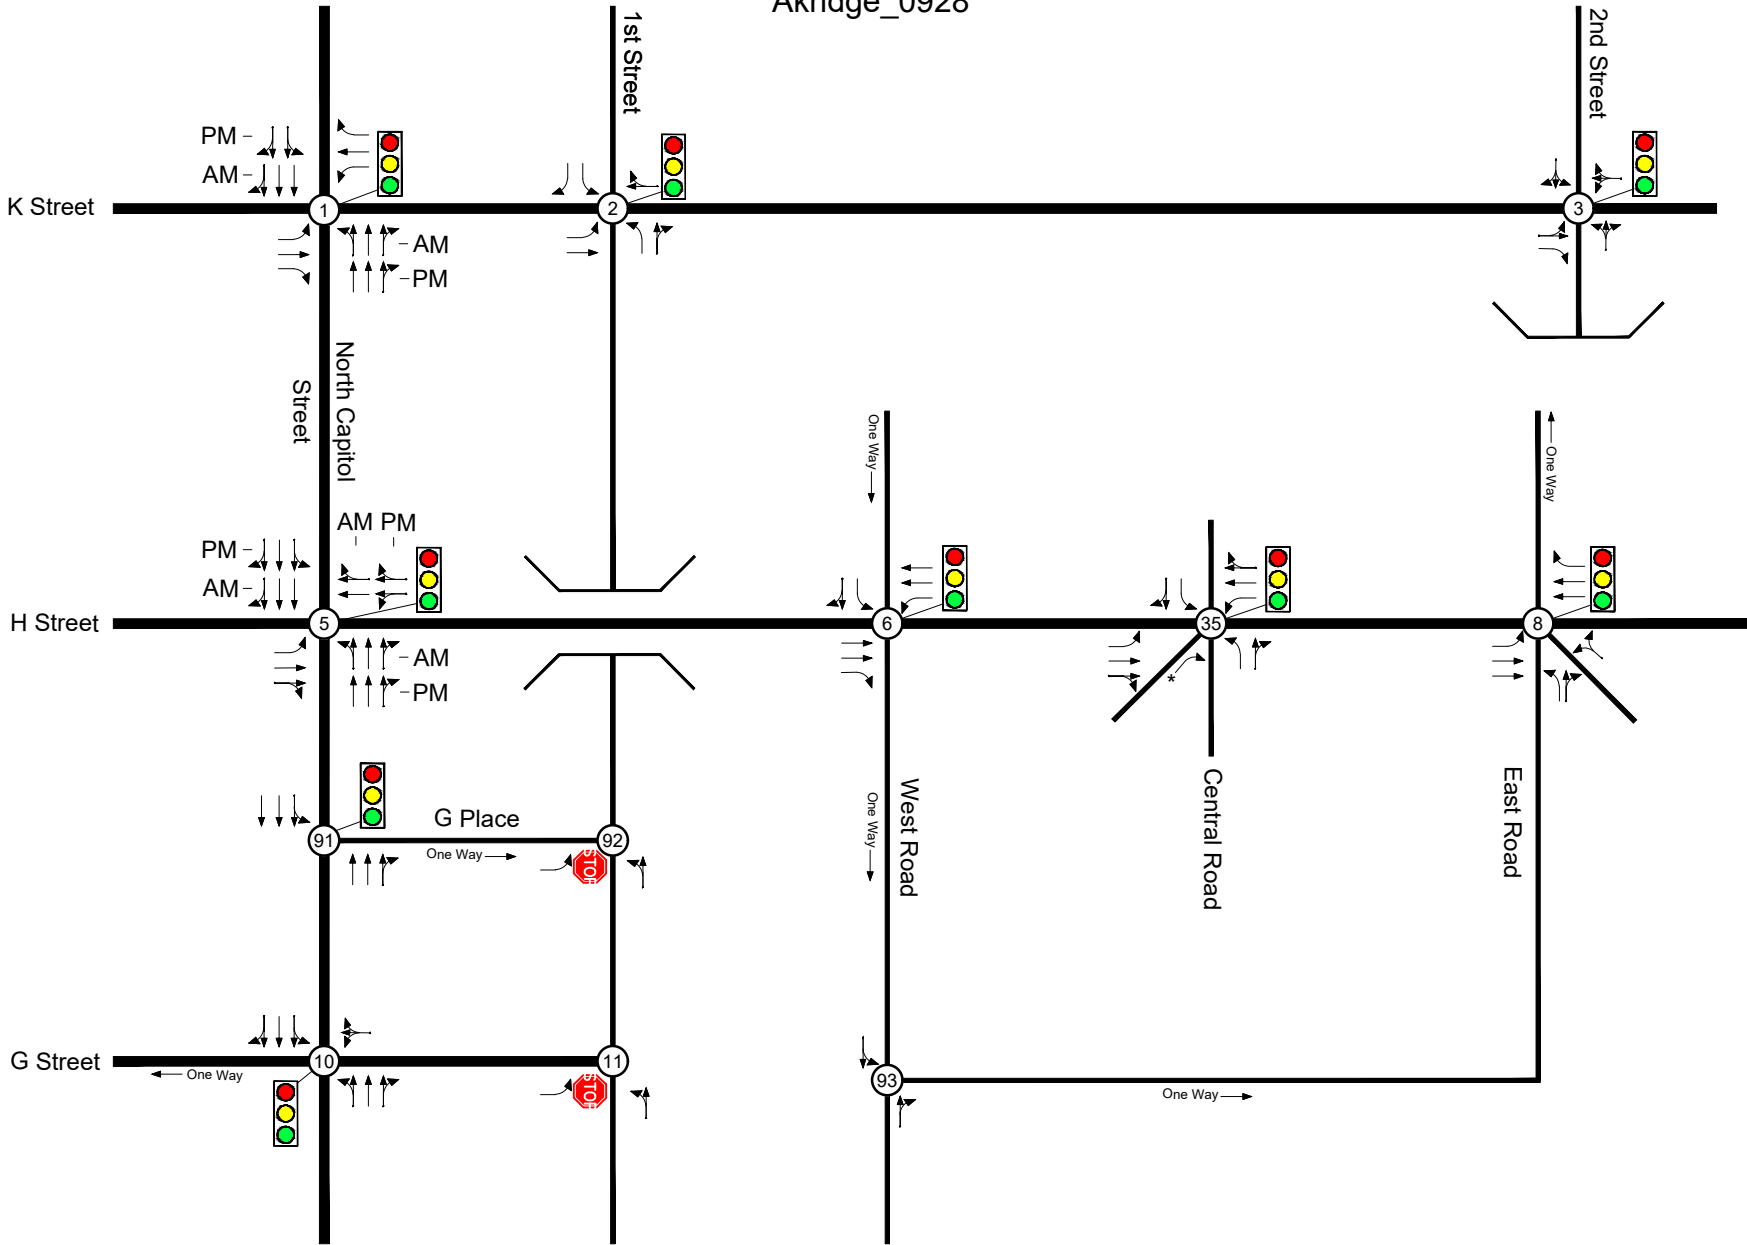 Akridge_0928
1st Street
2nd Street
PM
AM
K Street
1
2
3
AM
PM
North Capitol
Street
One Way
One Way
AM PM
PM
AM
H Street
5
6
35
8
AM
PM
*
G Place
91
92
One Way
STOP
One Way
West Road
Central Road
East Road
G Street
10
11
One Way
STOP
93
One Way